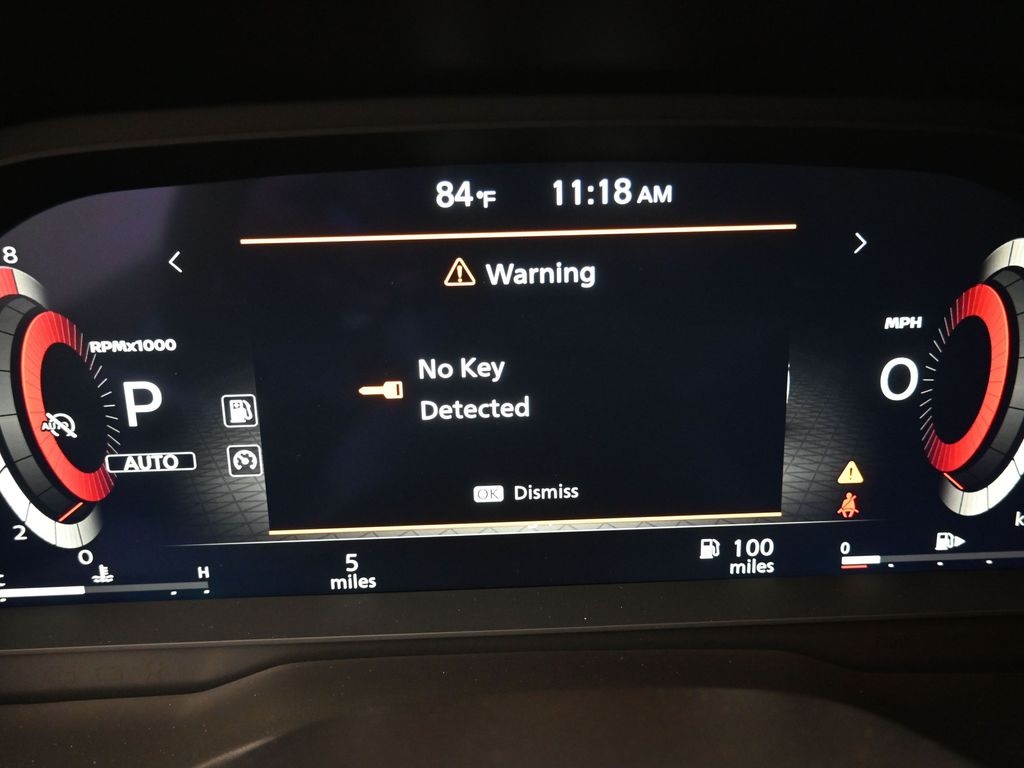 84°F 11:18 AM
Warning
8
RPMx1000
MPH
No Key
P
0
Detected
AUTO
AUTO
OK Dismiss
2
0
H
5
miles
100
miles
0
C